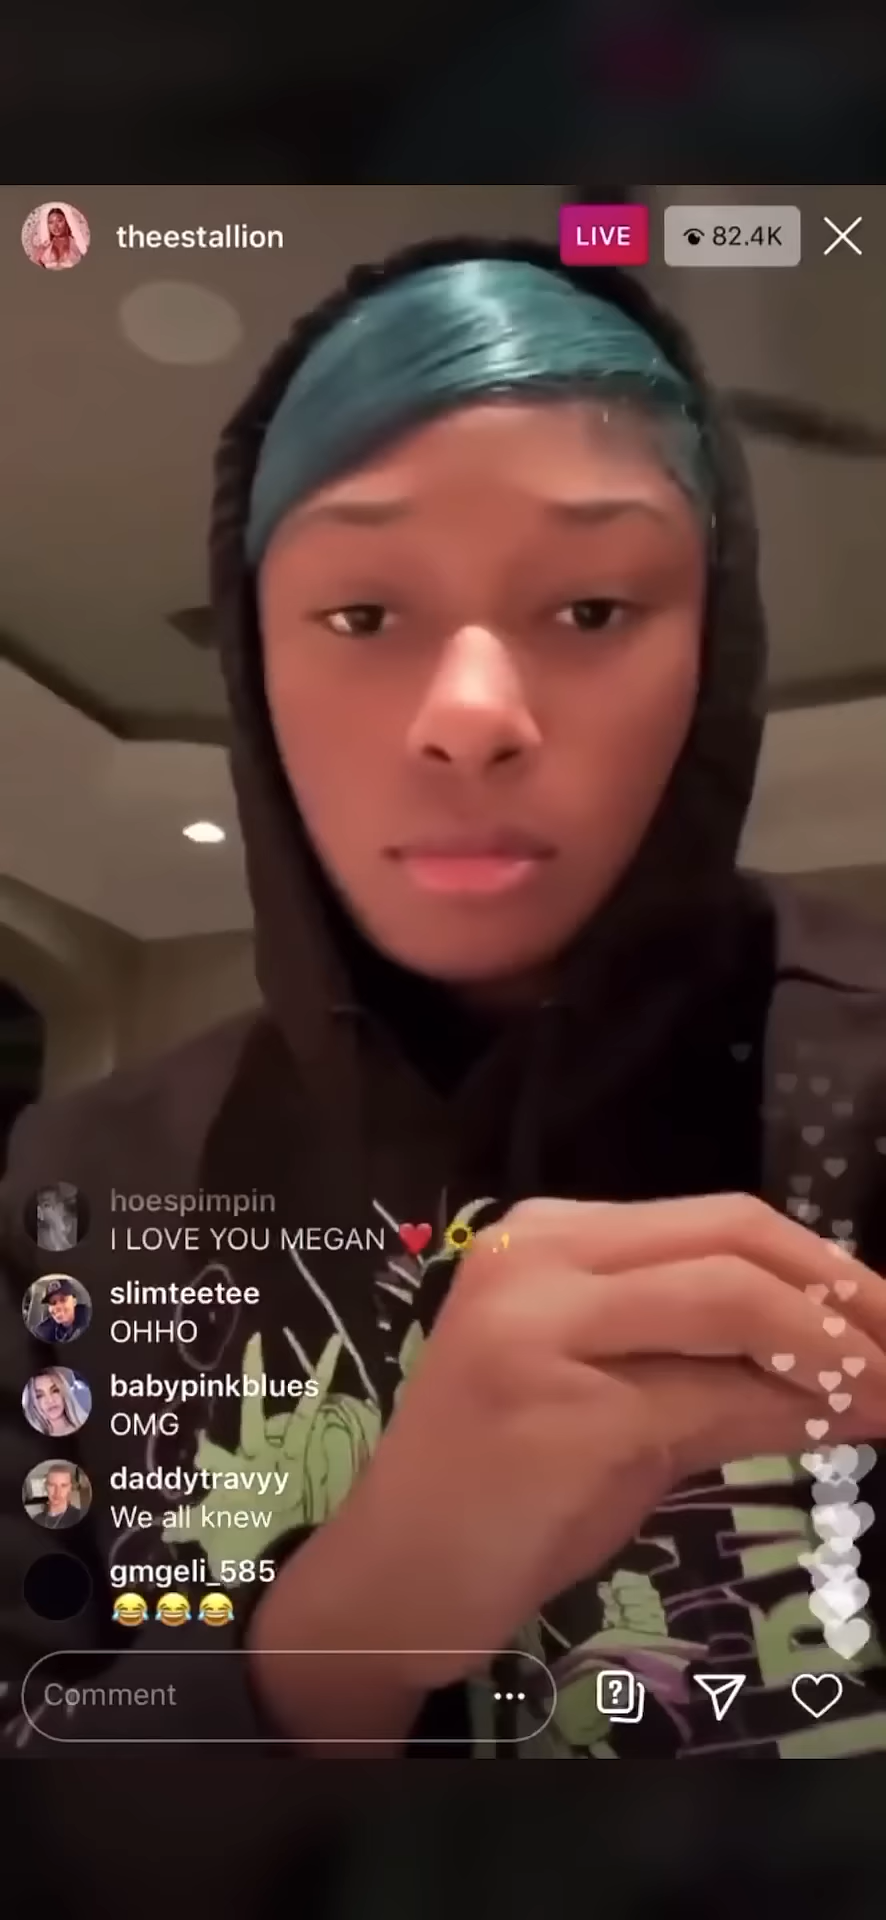 theestallion
LIVE
82.4K
hoespimpin
I LOVE YOU MEGAN ❤️ 🌻 ✨
slimteetee
OHHO
babypinkblues
OMG
daddytravyy
We all knew
gmgeli_585
😂😂😂
Comment